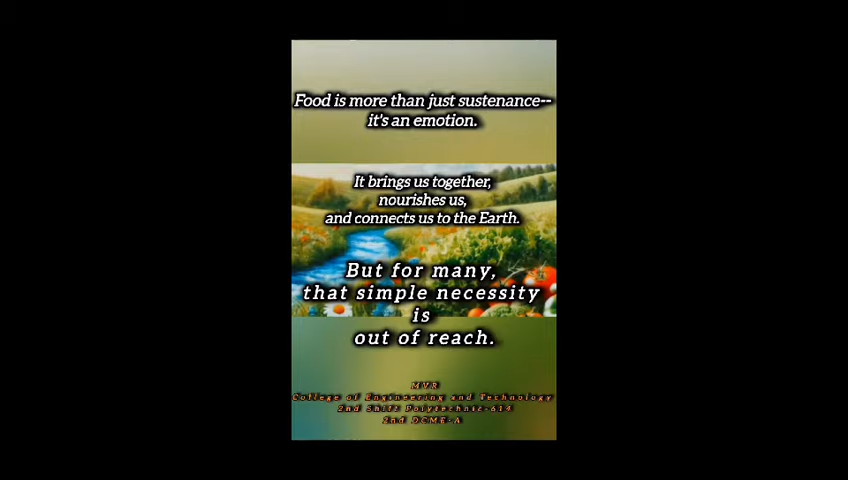 Food is more than just sustenance--
it's an emotion.
It brings us together,
nourishes us,
and connects us to the Earth.
But for many,
that simple necessity
is
out of reach.
MVR
College of Engineering and Technology
2nd Shift Polytechnic-614
2nd DCME-A